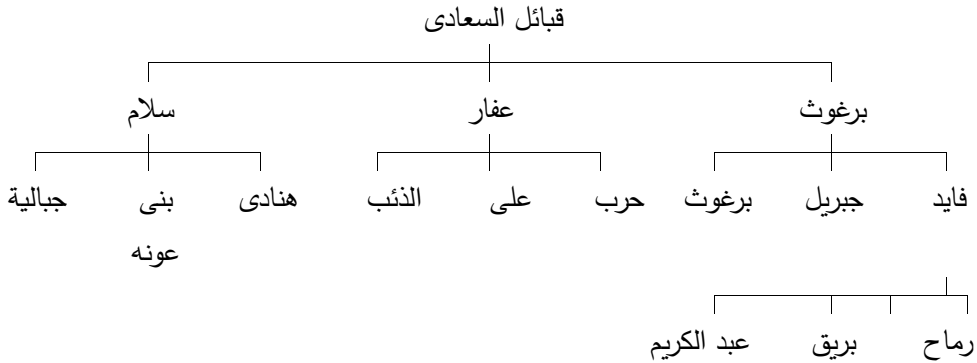 قبائل السعادى
برغوث عفار سلام
فايد جبريل برغوث حرب على الذئب هنادى بنى جبالية
عونه
رماح بريق عبد الكريم